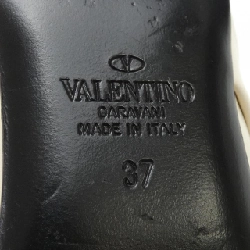 VALENTINO
GARAVANI
MADE IN ITALY
37